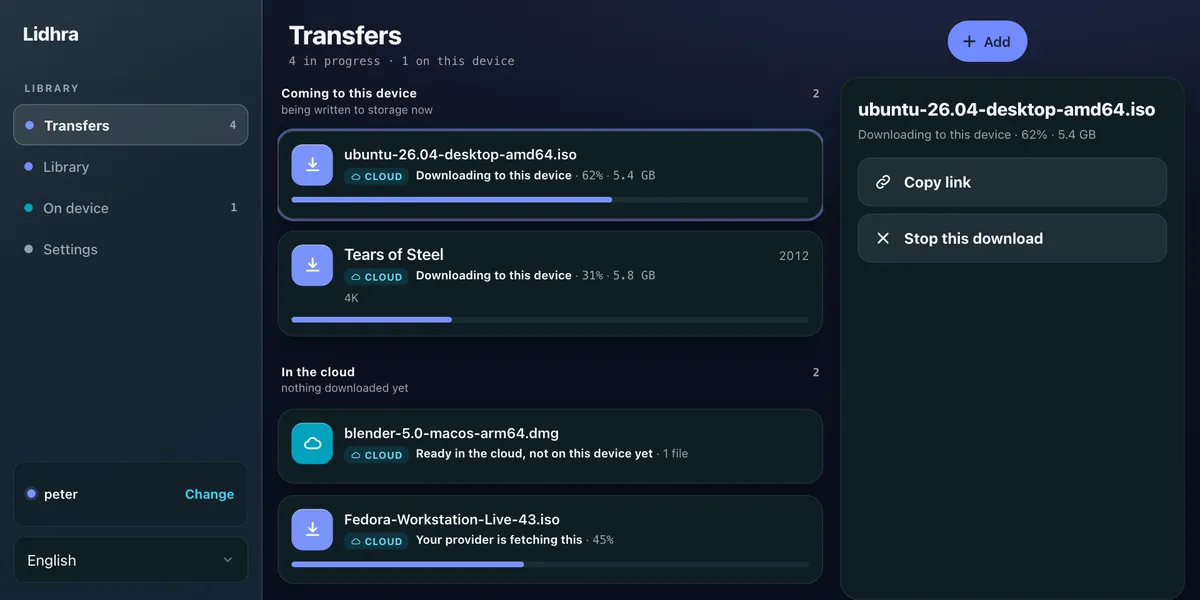 Lidhra
LIBRARY
Transfers 4
Library
On device 1
Settings
peter Change
English
Transfers
4 in progress · 1 on this device
+ Add
Coming to this device 2
being written to storage now
ubuntu-26.04-desktop-amd64.iso
CLOUD Downloading to this device · 62% · 5.4 GB
Tears of Steel 2012
CLOUD Downloading to this device · 31% · 5.8 GB
4K
In the cloud 2
nothing downloaded yet
blender-5.0-macos-arm64.dmg
CLOUD Ready in the cloud, not on this device yet · 1 file
Fedora-Workstation-Live-43.iso
CLOUD Your provider is fetching this · 45%
ubuntu-26.04-desktop-amd64.iso
Downloading to this device · 62% · 5.4 GB
Copy link
Stop this download